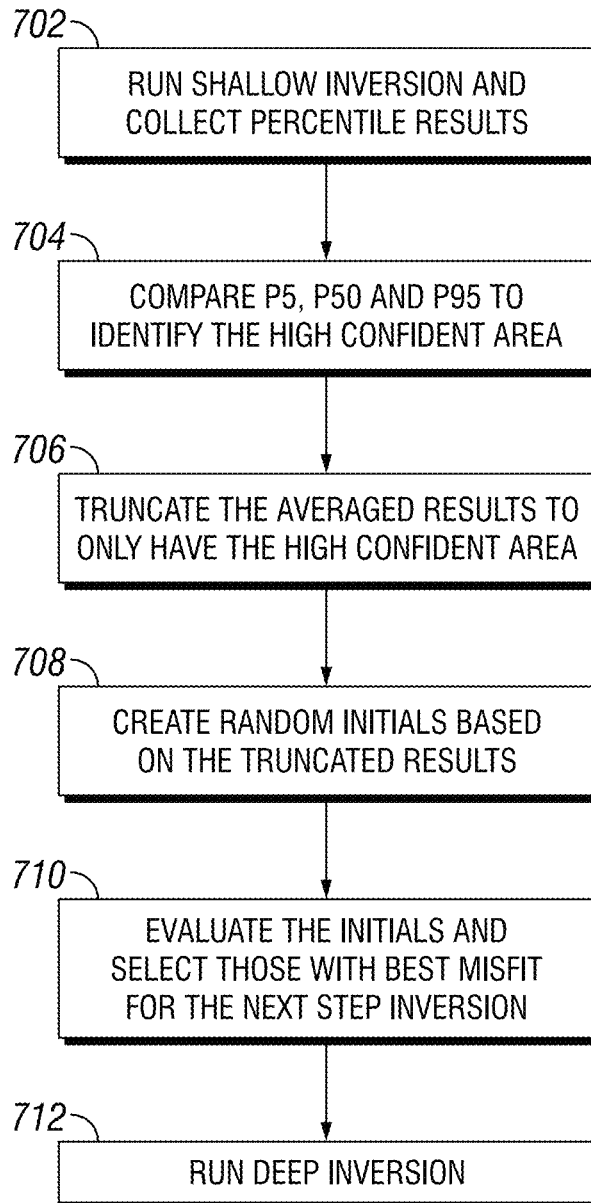 702
RUN SHALLOW INVERSION AND
COLLECT PERCENTILE RESULTS
704
COMPARE P5, P50 AND P95 TO
IDENTIFY THE HIGH CONFIDENT AREA
706
TRUNCATE THE AVERAGED RESULTS TO
ONLY HAVE THE HIGH CONFIDENT AREA
708
CREATE RANDOM INITIALS BASED
ON THE TRUNCATED RESULTS
710
EVALUATE THE INITIALS AND
SELECT THOSE WITH BEST MISFIT
FOR THE NEXT STEP INVERSION
712
RUN DEEP INVERSION